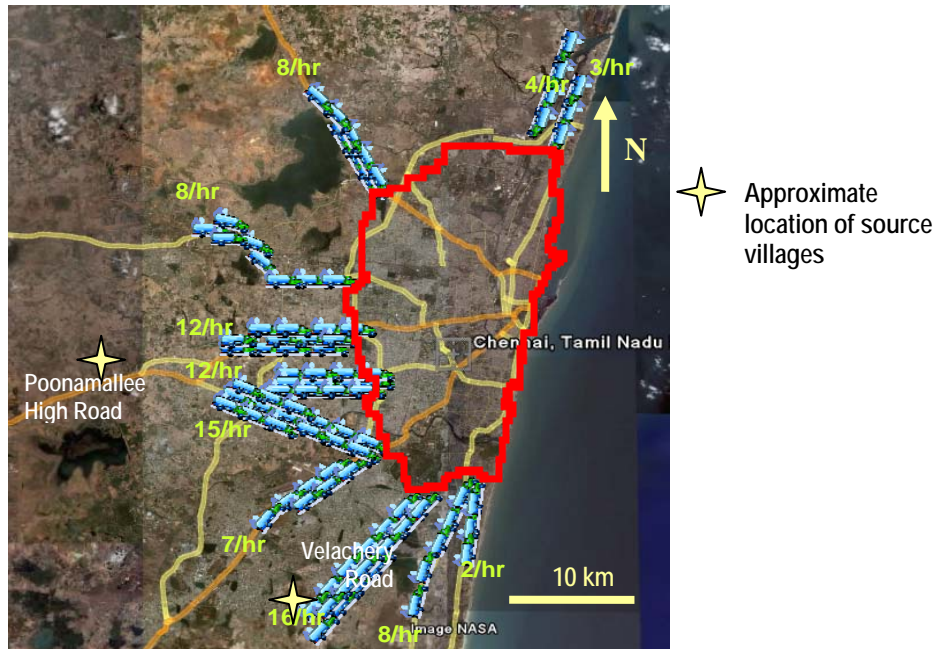 8/hr
3/hr
4/hr
N
8/hr
Approximate
location of source
villages
12/hr
Chennai, Tamil Nadu
12/hr
Poonamallee
High Road
15/hr
7/hr
Velachery
Road
2/hr
10 km
16/hr
8/hr
Image NASA